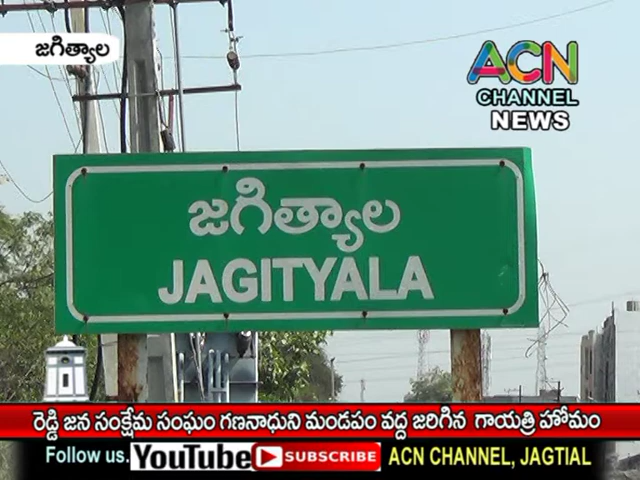 జగిత్యాల
ACN
CHANNEL
NEWS
జగిత్యాల
JAGITYALA
రెడ్డి జన సంక్షేమ సంఘం గణనాధుని మండపం వద్ద జరిగిన గాయత్రి హోమం
Follow us. YouTube SUBSCRIBE ACN CHANNEL, JAGTIAL